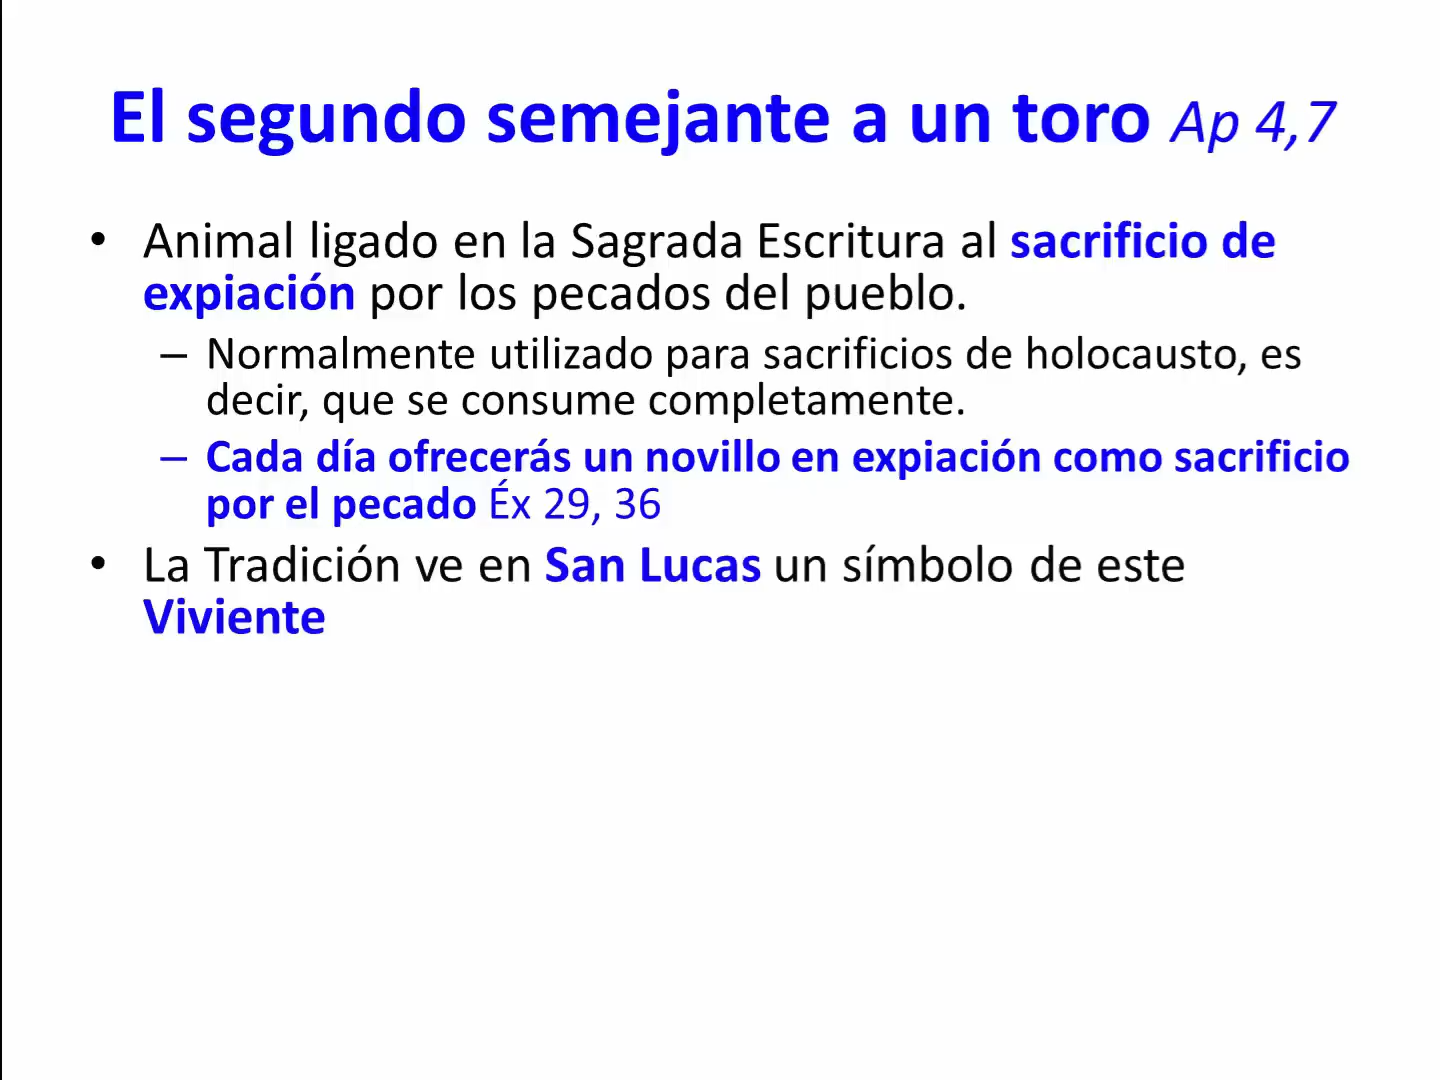 El segundo semejante a un toro Ap 4,7
• Animal ligado en la Sagrada Escritura al sacrificio de
expiación por los pecados del pueblo.
– Normalmente utilizado para sacrificios de holocausto, es
decir, que se consume completamente.
– Cada día ofrecerás un novillo en expiación como sacrificio
por el pecado Éx 29, 36
• La Tradición ve en San Lucas un símbolo de este
Viviente